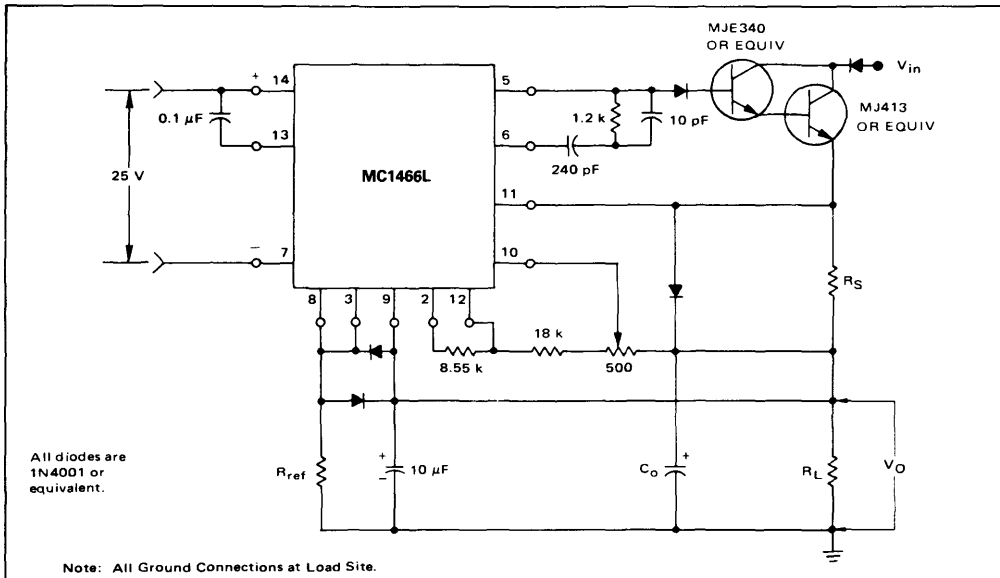 MJE340
OR EQUIV
V_in
MJ413
OR EQUIV
+ 14
0.1 µF
13
25 V
− 7
MC1466L
5
1.2 k
10 pF
6
240 pF
11
10
R_S
8
3
9
2
12
18 k
8.55 k
500
All diodes are
1N4001 or
equivalent.
R_ref
+
10 µF
−
C_o
+
R_L
V_O
Note: All Ground Connections at Load Site.